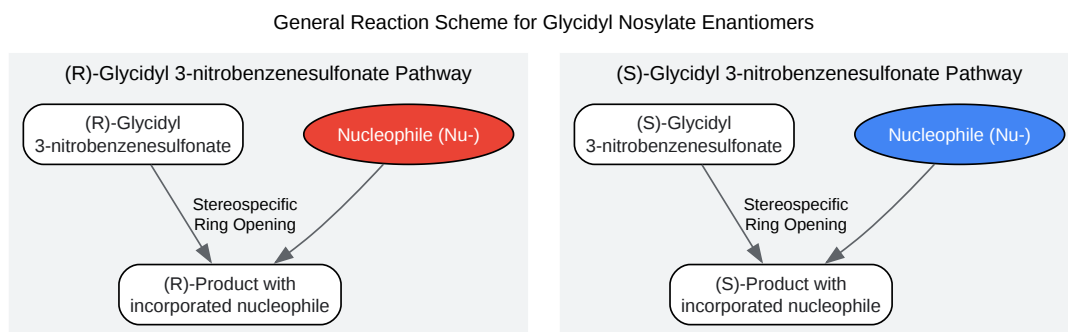 General Reaction Scheme for Glycidyl Nosylate Enantiomers
(R)-Glycidyl 3-nitrobenzenesulfonate Pathway
(R)-Glycidyl
3-nitrobenzenesulfonate
Nucleophile (Nu-)
Stereospecific
Ring Opening
(R)-Product with
incorporated nucleophile
(S)-Glycidyl 3-nitrobenzenesulfonate Pathway
(S)-Glycidyl
3-nitrobenzenesulfonate
Nucleophile (Nu-)
Stereospecific
Ring Opening
(S)-Product with
incorporated nucleophile